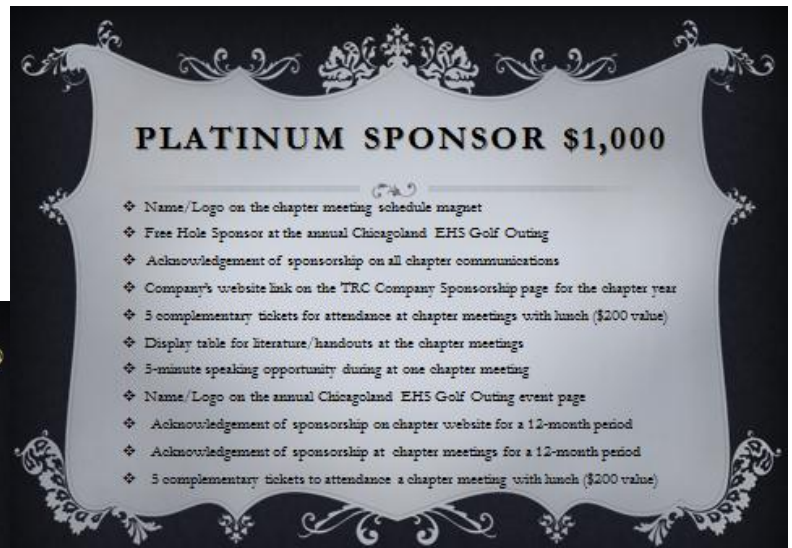 PLATINUM SPONSOR $1,000
❖ Name/Logo on the chapter meeting schedule magnet
❖ Free Hole Sponsor at the annual Chicagoland EHS Golf Outing
❖ Acknowledgement of sponsorship on all chapter communications
❖ Company's website link on the TRC Company Sponsorship page for the chapter year
❖ 5 complementary tickets for attendance at chapter meetings with lunch ($200 value)
❖ Display table for literature/handouts at the chapter meetings
❖ 5-minute speaking opportunity during at one chapter meeting
❖ Name/Logo on the annual Chicagoland EHS Golf Outing event page
❖ Acknowledgement of sponsorship on chapter website for a 12-month period
❖ Acknowledgement of sponsorship at chapter meetings for a 12-month period
❖ 5 complementary tickets to attendance a chapter meeting with lunch ($200 value)